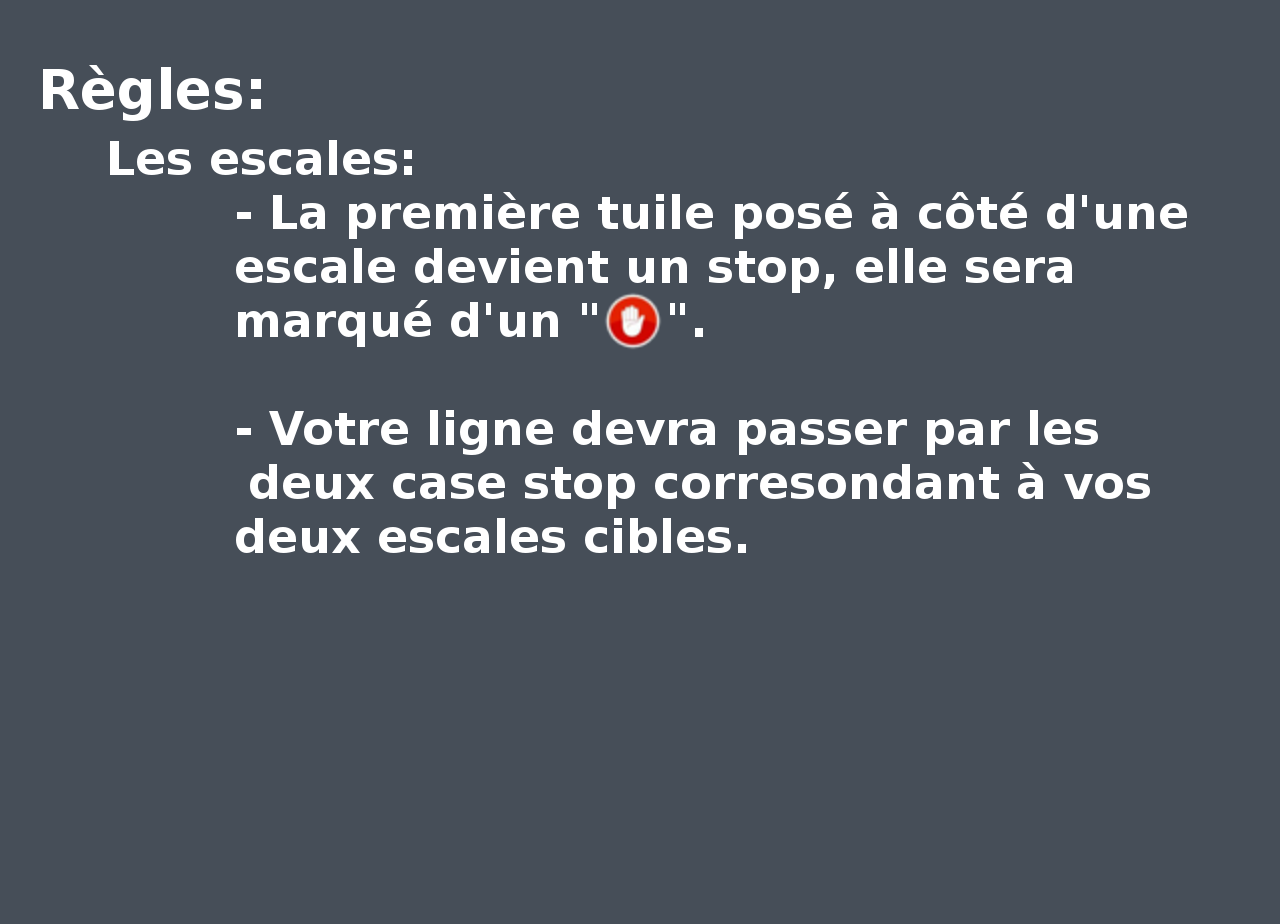 Règles:
Les escales:
- La première tuile posé à côté d'une
escale devient un stop, elle sera
marqué d'un "".
- Votre ligne devra passer par les
deux case stop corresondant à vos
deux escales cibles.